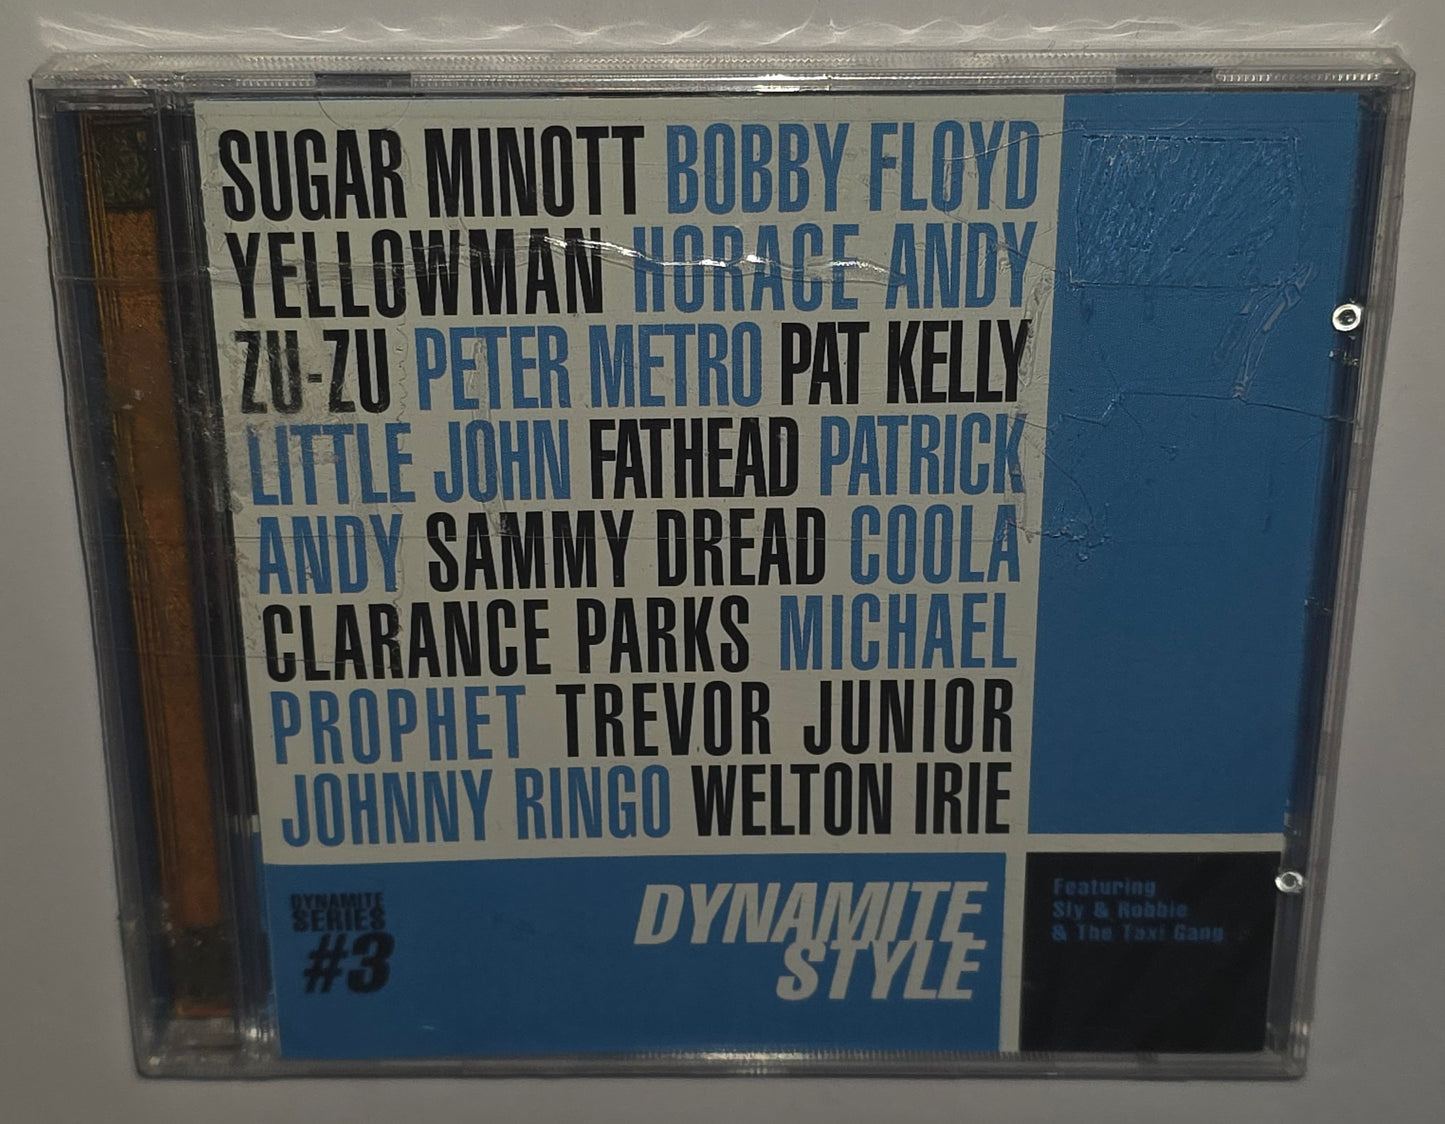 SUGAR MINOTT BOBBY FLOYD
YELLOWMAN HORACE ANDY
ZU-ZU PETER METRO PAT KELLY
LITTLE JOHN FATHEAD PATRICK
ANDY SAMMY DREAD COOLA
CLARANCE PARKS MICHAEL
PROPHET TREVOR JUNIOR
JOHNNY RINGO WELTON IRIE
DYNAMITE
SERIES
#3
DYNAMITE
STYLE
Featuring
Sly & Robbie
& The Taxi Gang